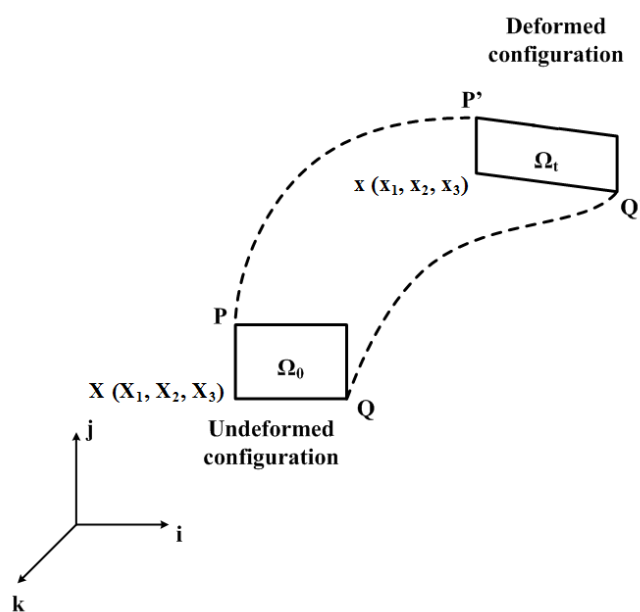 Deformed
configuration
P’
Ωₜ
x (x₁, x₂, x₃)
Q
P
Ω₀
X (X₁, X₂, X₃)
Q
Undeformed
configuration
j
i
k